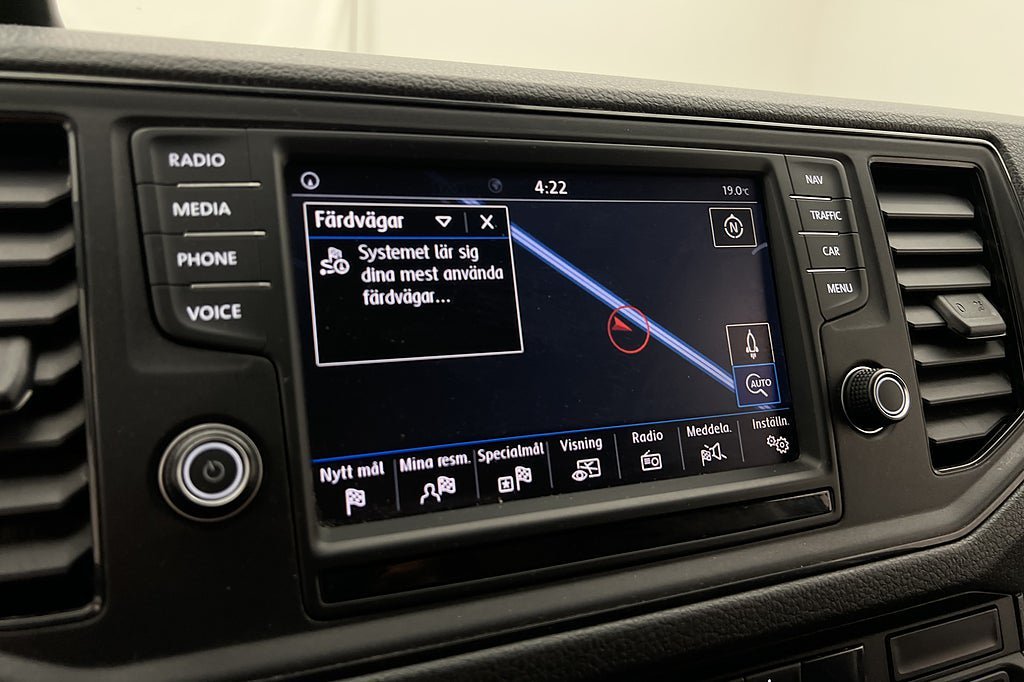 RADIO
MEDIA
PHONE
VOICE
4:22
19.0°C
Färdvägar
X
Systemet lär sig
dina mest använda
färdvägar...
N
AUTO
Nytt mål
Mina resm.
Specialmål
Visning
Radio
Meddela.
Inställn.
NAV
TRAFFIC
CAR
MENU